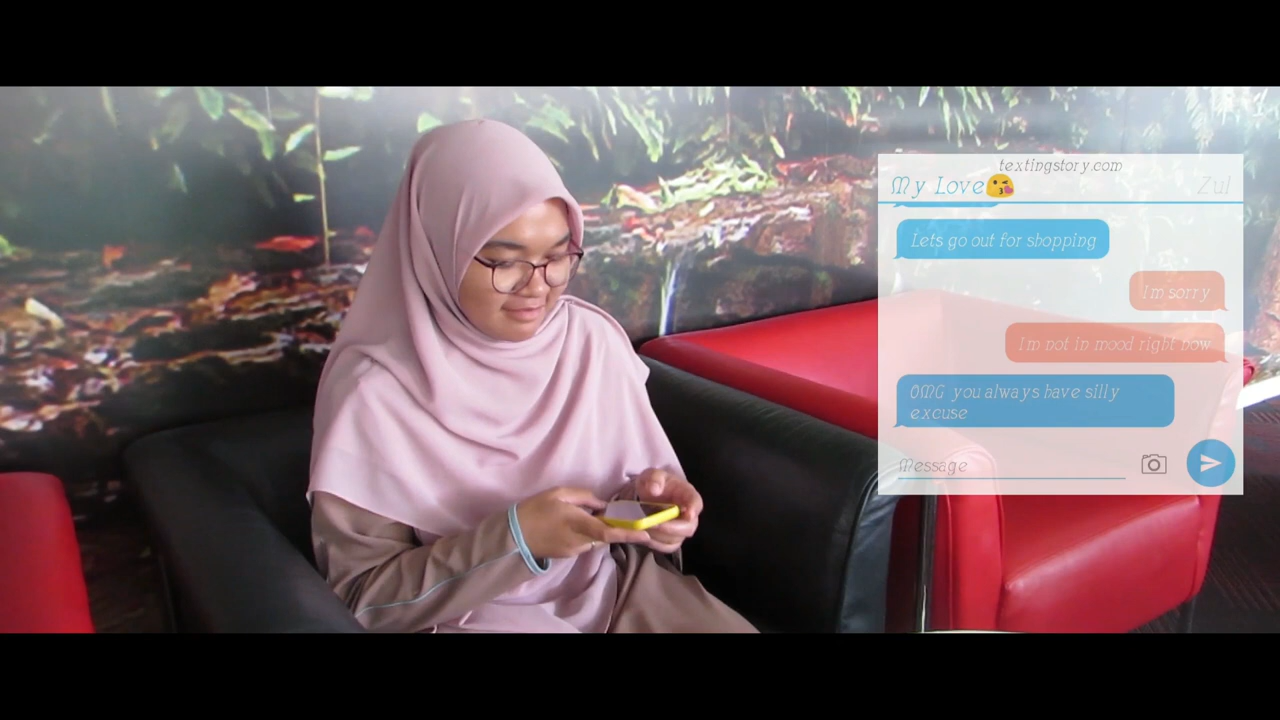 textingstory.com
My Love😘 Zul
Lets go out for shopping
I'm sorry
I'm not in mood right now
OMG you always have silly
excuse
Message